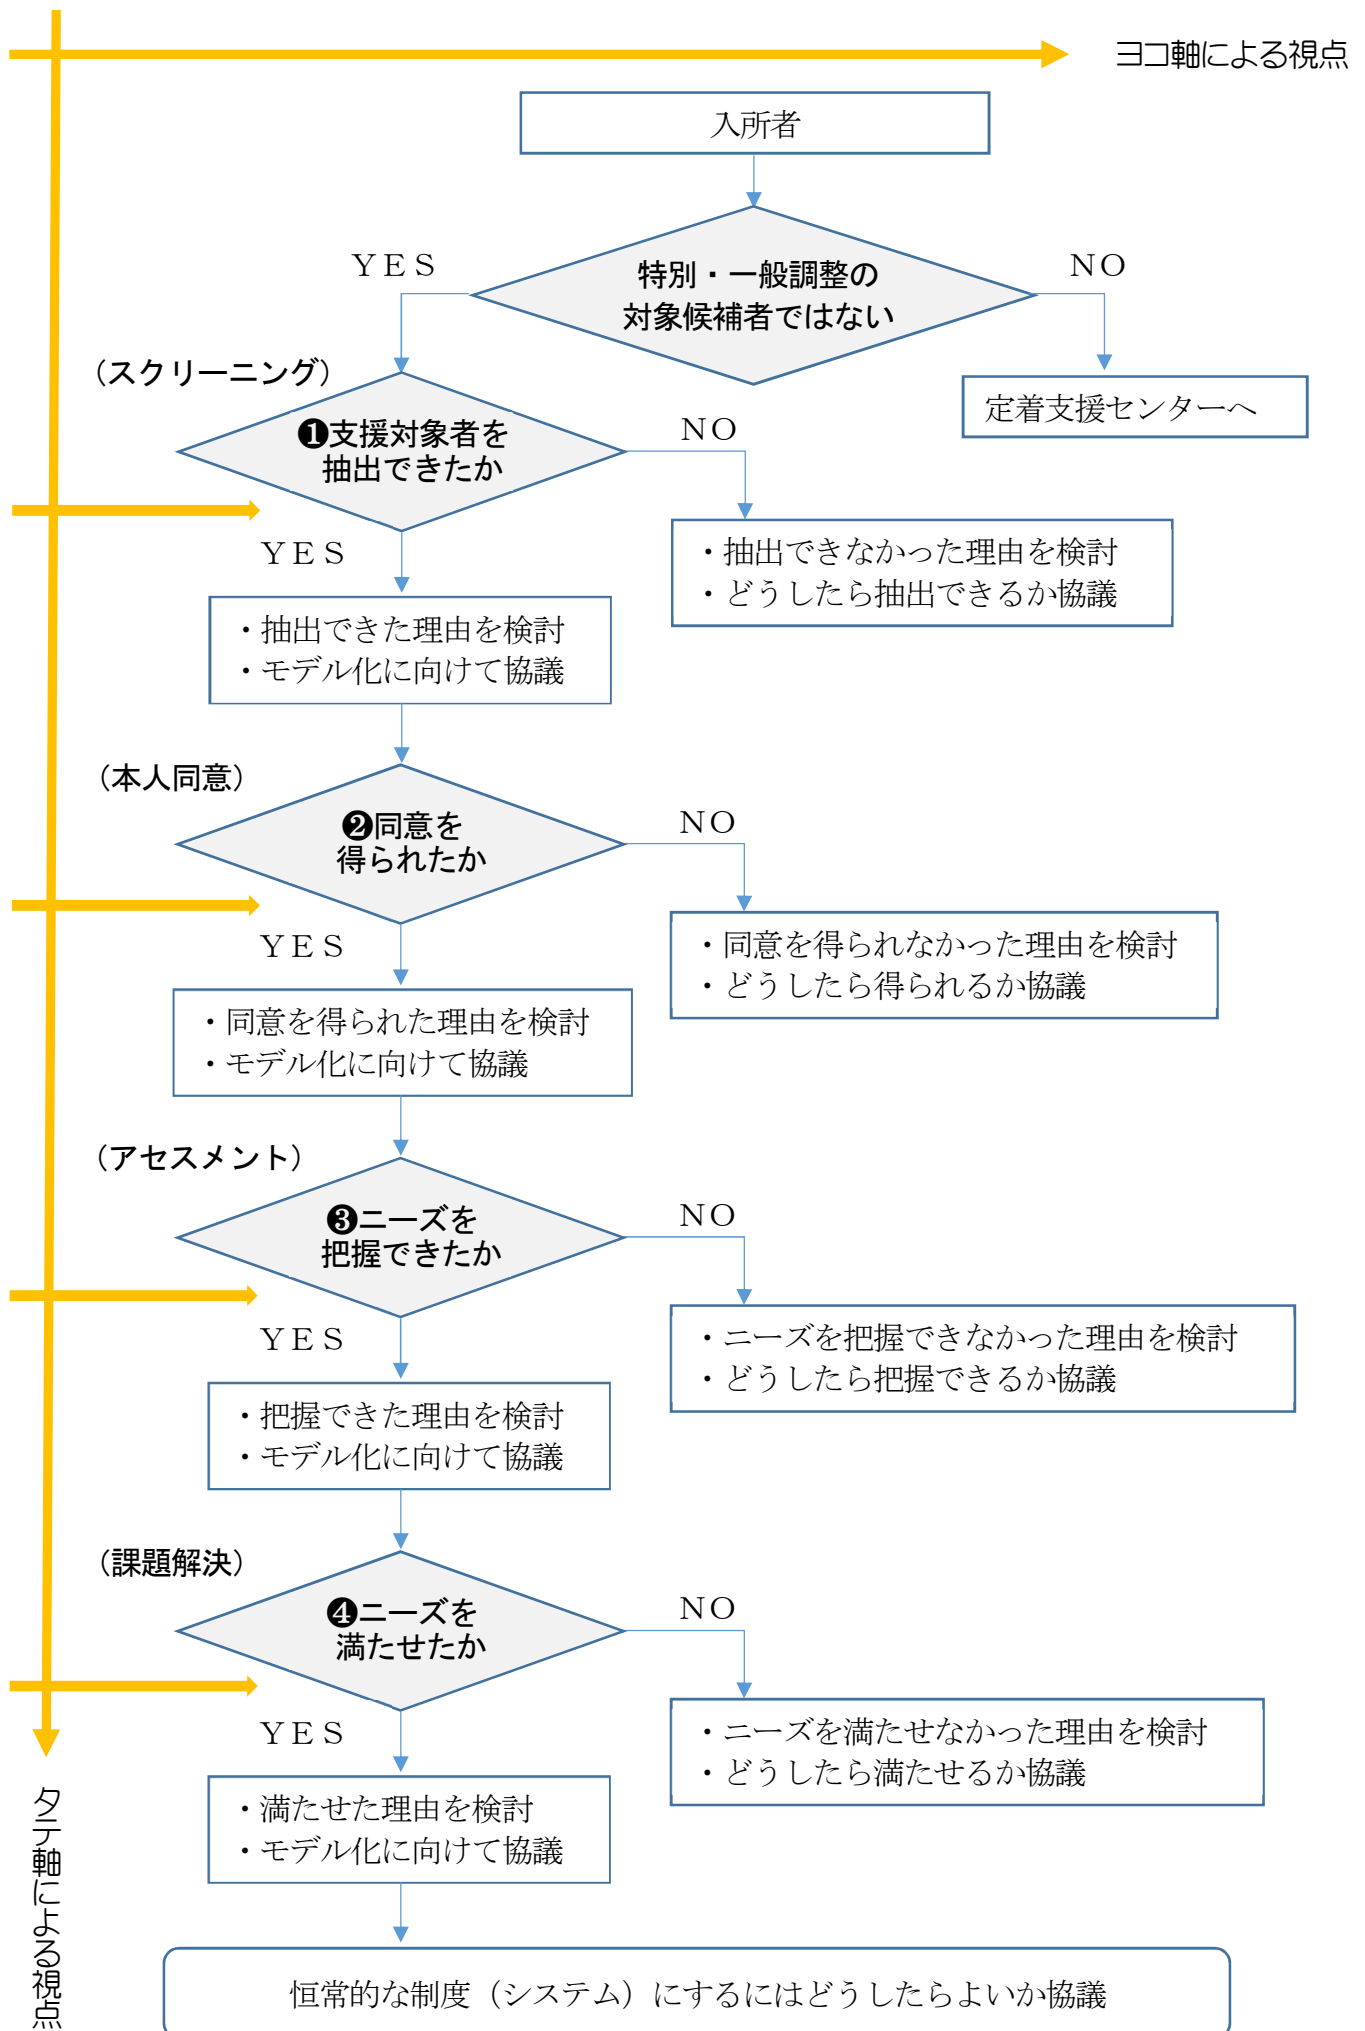 ヨコ軸による視点
入所者
特別・一般調整の
対象候補者ではない
ＹＥＳ
ＮＯ
定着支援センターへ
（スクリーニング）
❶支援対象者を
抽出できたか
ＮＯ
・抽出できなかった理由を検討
・どうしたら抽出できるか協議
ＹＥＳ
・抽出できた理由を検討
・モデル化に向けて協議
（本人同意）
❷同意を
得られたか
ＮＯ
・同意を得られなかった理由を検討
・どうしたら得られるか協議
ＹＥＳ
・同意を得られた理由を検討
・モデル化に向けて協議
（アセスメント）
❸ニーズを
把握できたか
ＮＯ
・ニーズを把握できなかった理由を検討
・どうしたら把握できるか協議
ＹＥＳ
・把握できた理由を検討
・モデル化に向けて協議
（課題解決）
❹ニーズを
満たせたか
ＮＯ
・ニーズを満たせなかった理由を検討
・どうしたら満たせるか協議
ＹＥＳ
・満たせた理由を検討
・モデル化に向けて協議
タテ軸による視点
恒常的な制度（システム）にするにはどうしたらよいか協議